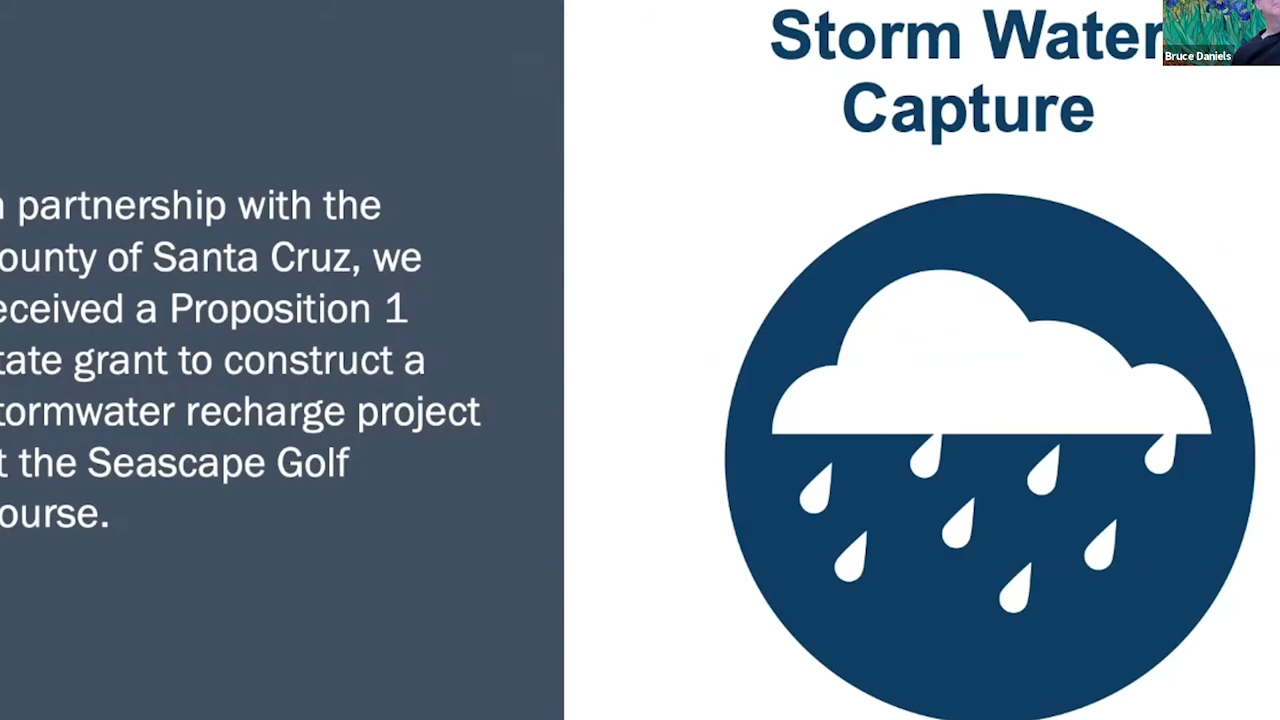 Storm Water
Capture
Bruce Daniels
partnership with the
ounty of Santa Cruz, we
eceived a Proposition 1
tate grant to construct a
tormwater recharge project
t the Seascape Golf
ourse.